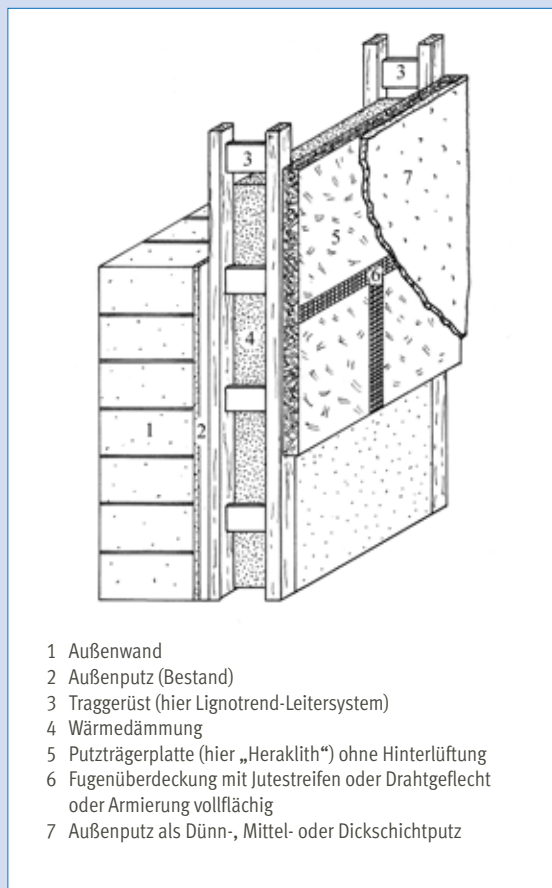 3
3
7
5
6
4
1
2
1 Außenwand
2 Außenputz (Bestand)
3 Traggerüst (hier Lignotrend-Leitersystem)
4 Wärmedämmung
5 Putzträgerplatte (hier „Heraklith“) ohne Hinterlüftung
6 Fugenüberdeckung mit Jutestreifen oder Drahtgeflecht
oder Armierung vollflächig
7 Außenputz als Dünn-, Mittel- oder Dickschichtputz